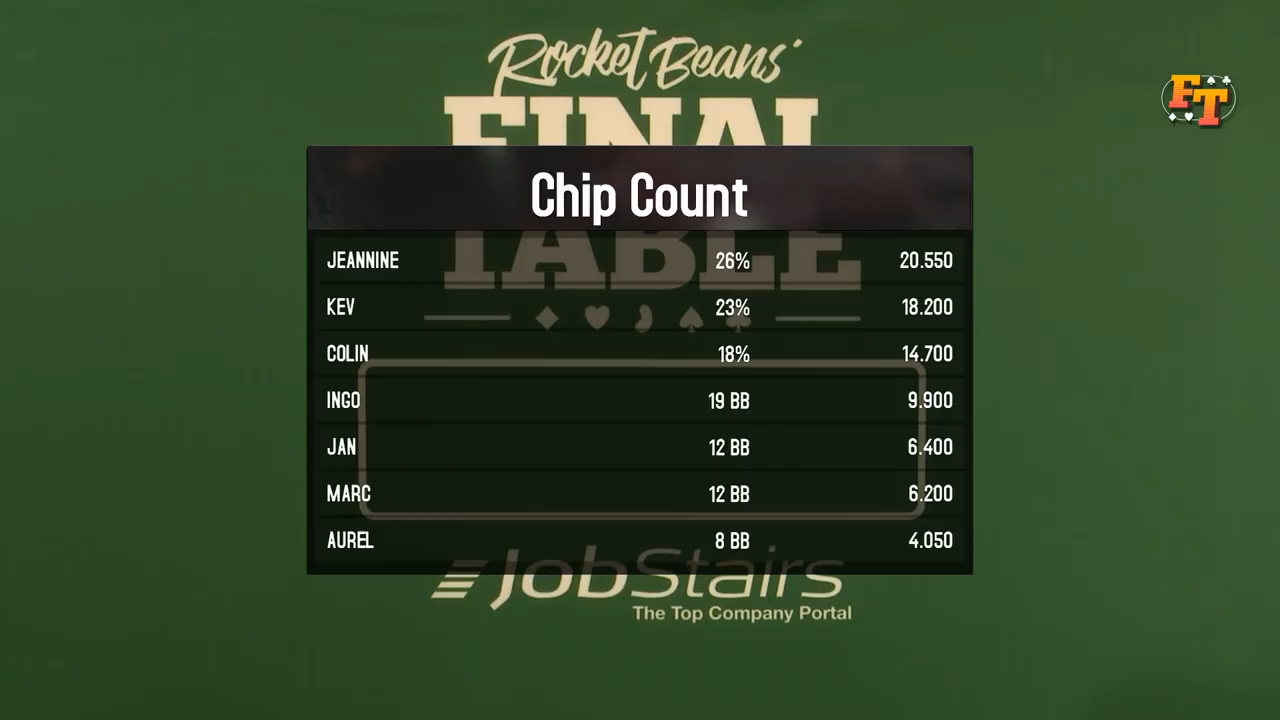 Rocket Beans'
FINAL
FT
Chip Count
TABLE
JEANNINE 26% 20.550
KEV 23% 18.200
COLIN 18% 14.700
INGO 19 BB 9.900
JAN 12 BB 6.400
MARC 12 BB 6.200
AUREL 8 BB 4.050
JobStairs
The Top Company Portal